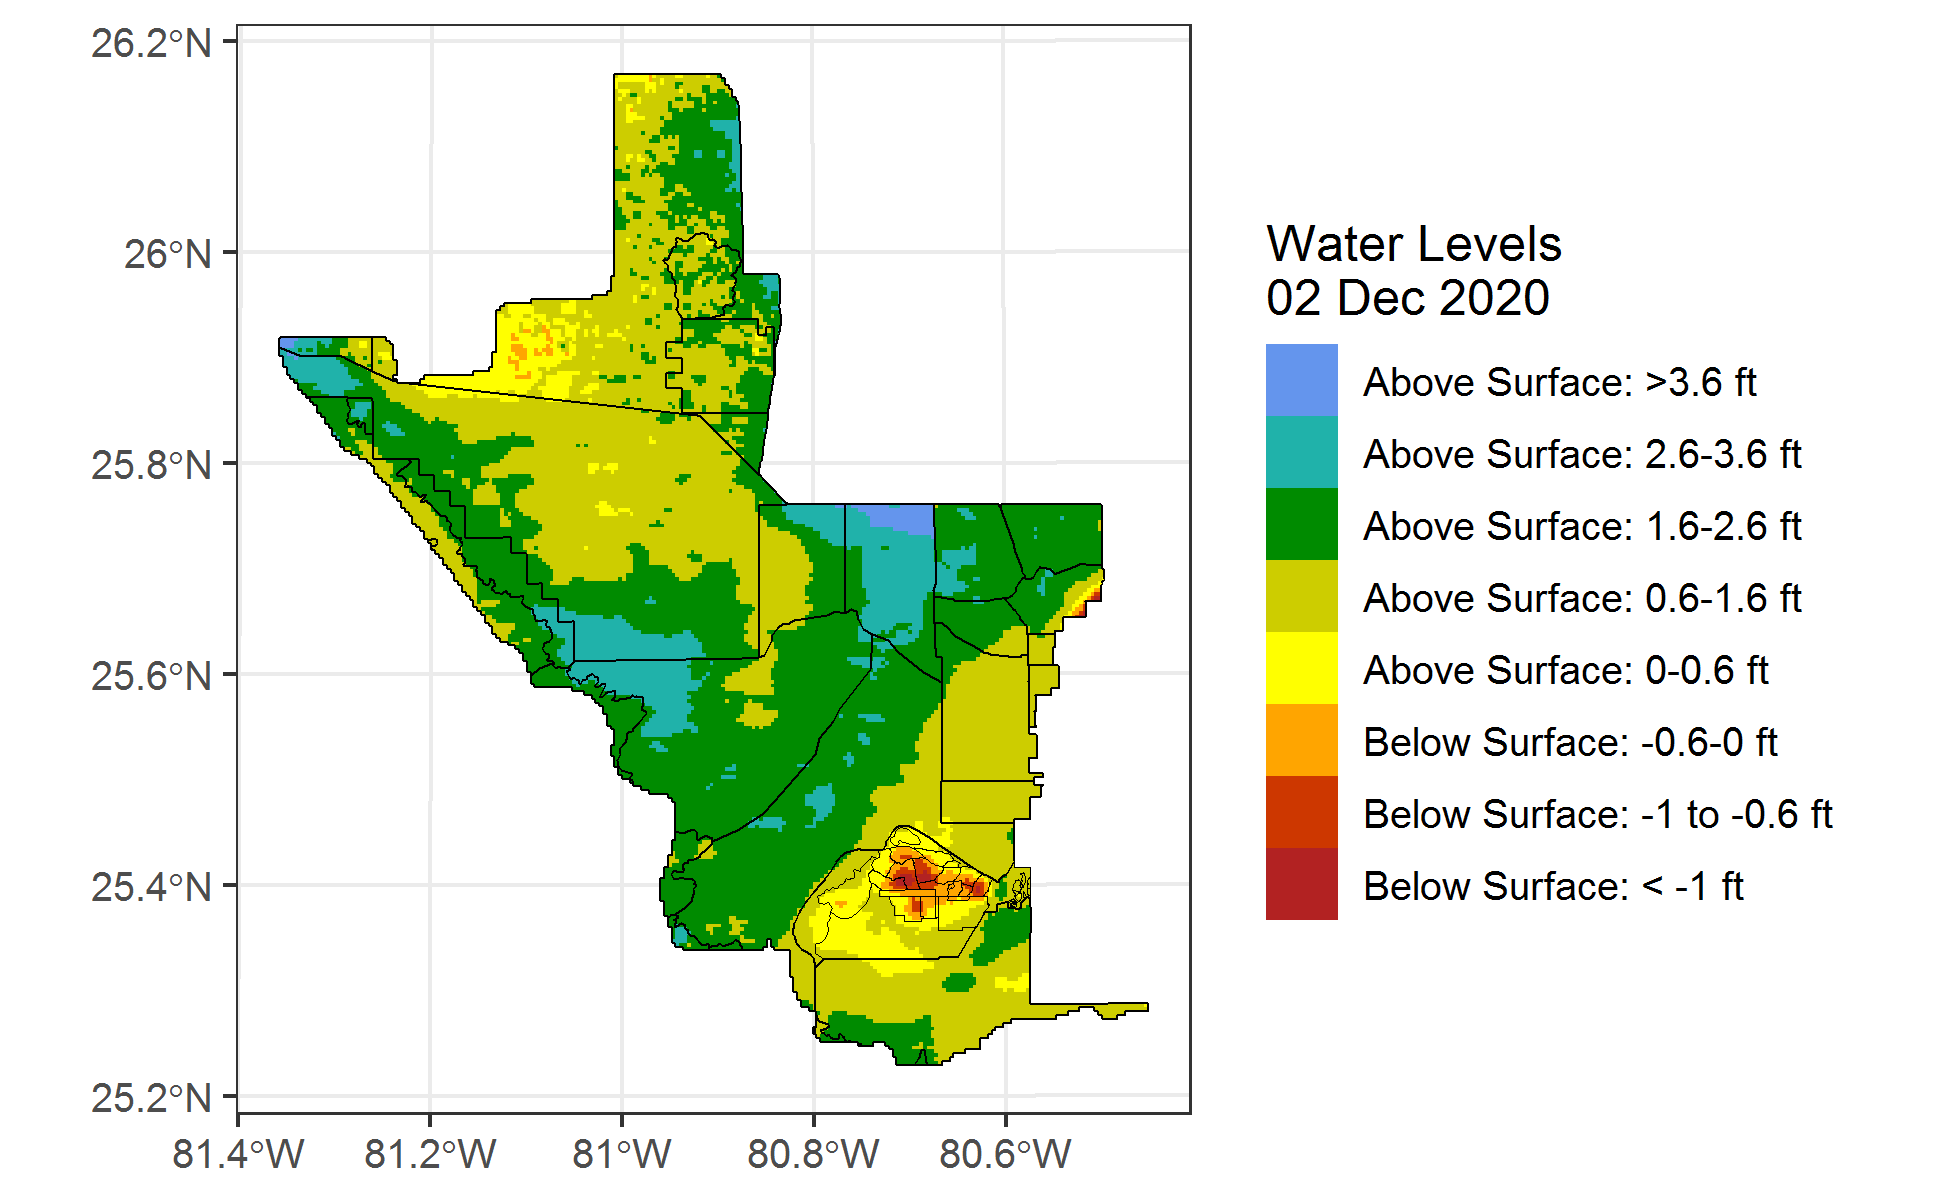 26.2°N
26°N
25.8°N
25.6°N
25.4°N
25.2°N
81.4°W
81.2°W
81°W
80.8°W
80.6°W
Water Levels
02 Dec 2020
Above Surface: >3.6 ft
Above Surface: 2.6-3.6 ft
Above Surface: 1.6-2.6 ft
Above Surface: 0.6-1.6 ft
Above Surface: 0-0.6 ft
Below Surface: -0.6-0 ft
Below Surface: -1 to -0.6 ft
Below Surface: < -1 ft